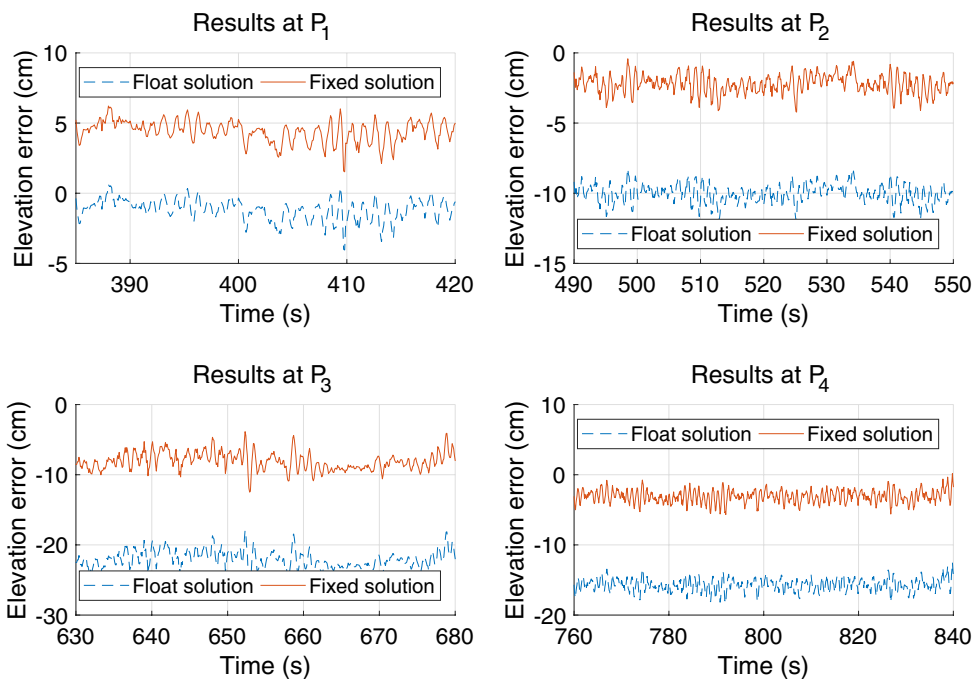 Results at P1
Elevation error (cm)
10
5
0
-5
Float solution Fixed solution
390 400 410 420
Time (s)
Results at P2
Elevation error (cm)
0
-5
-10
-15
Float solution Fixed solution
490 500 510 520 530 540 550
Time (s)
Results at P3
Elevation error (cm)
0
-10
-20
-30
Float solution Fixed solution
630 640 650 660 670 680
Time (s)
Results at P4
Elevation error (cm)
10
0
-10
-20
Float solution Fixed solution
760 780 800 820 840
Time (s)